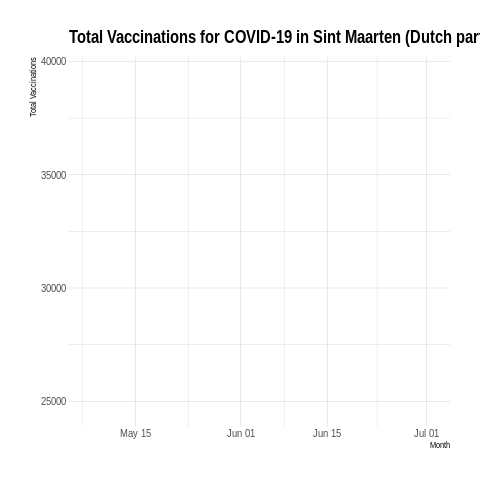 Total Vaccinations for COVID-19 in Sint Maarten (Dutch par
Total Vaccinations
40000
35000
30000
25000
May 15
Jun 01
Jun 15
Jul 01
Month